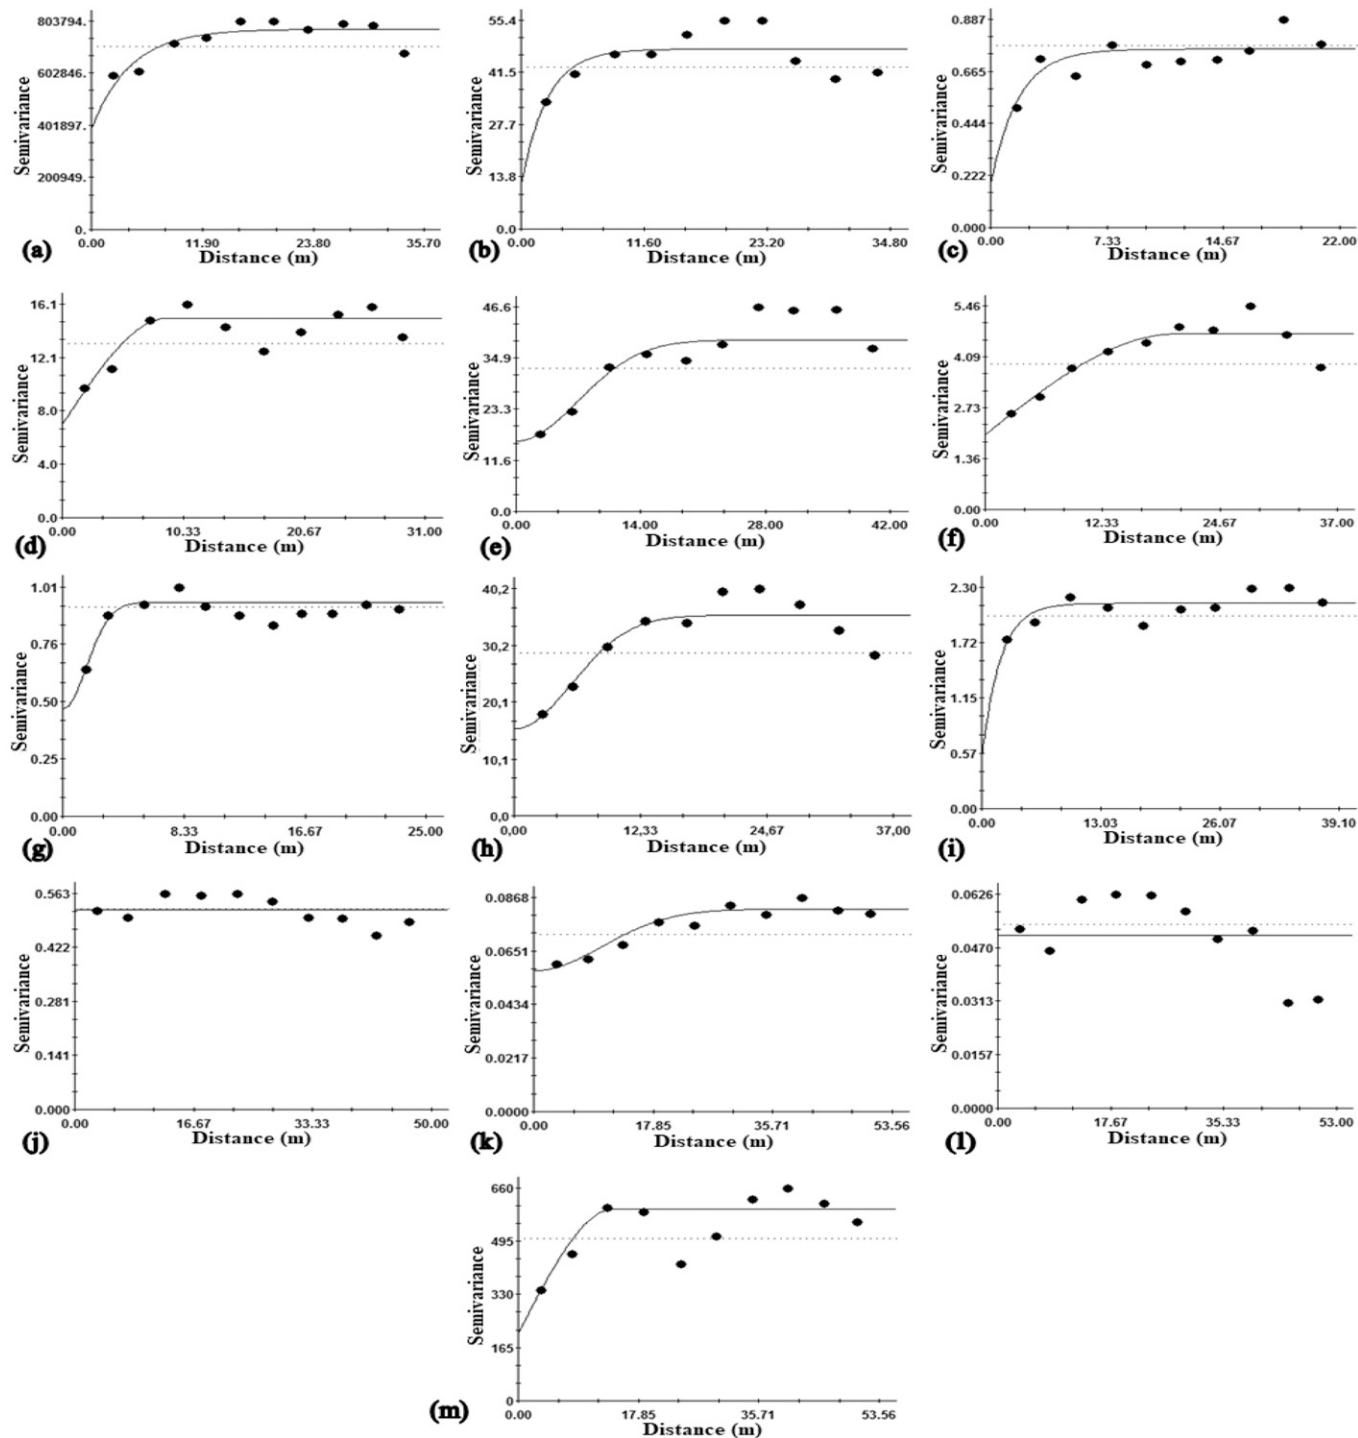 803794.
602846.
401897.
200949.
0.
Semivariance
0.00 11.90 23.80 35.70
Distance (m)
(a)
55.4
41.5
27.7
13.8
0.0
Semivariance
0.00 11.60 23.20 34.80
Distance (m)
(b)
0.887
0.665
0.444
0.222
0.000
Semivariance
0.00 7.33 14.67 22.00
Distance (m)
(c)
16.1
12.1
8.0
4.0
0.0
Semivariance
0.00 10.33 20.67 31.00
Distance (m)
(d)
46.6
34.9
23.3
11.6
0.0
Semivariance
0.00 14.00 28.00 42.00
Distance (m)
(e)
5.46
4.09
2.73
1.36
0.00
Semivariance
0.00 12.33 24.67 37.00
Distance (m)
(f)
1.01
0.76
0.50
0.25
0.00
Semivariance
0.00 8.33 16.67 25.00
Distance (m)
(g)
40,2
30,2
20,1
10,1
0,0
Semivariance
0.00 12,33 24,67 37,00
Distance (m)
(h)
2.30
1.72
1.15
0.57
0.00
Semivariance
0.00 13.03 26.07 39.10
Distance (m)
(i)
0.563
0.422
0.281
0.141
0.000
Semivariance
0.00 16.67 33.33 50.00
Distance (m)
(j)
0.0868
0.0651
0.0434
0.0217
0.0000
Semivariance
0.00 17.85 35.71 53.56
Distance (m)
(k)
0.0626
0.0470
0.0313
0.0157
0.0000
Semivariance
0.00 17.67 35.33 53.00
Distance (m)
(l)
660
495
330
165
0
Semivariance
0.00 17.85 35.71 53.56
Distance (m)
(m)